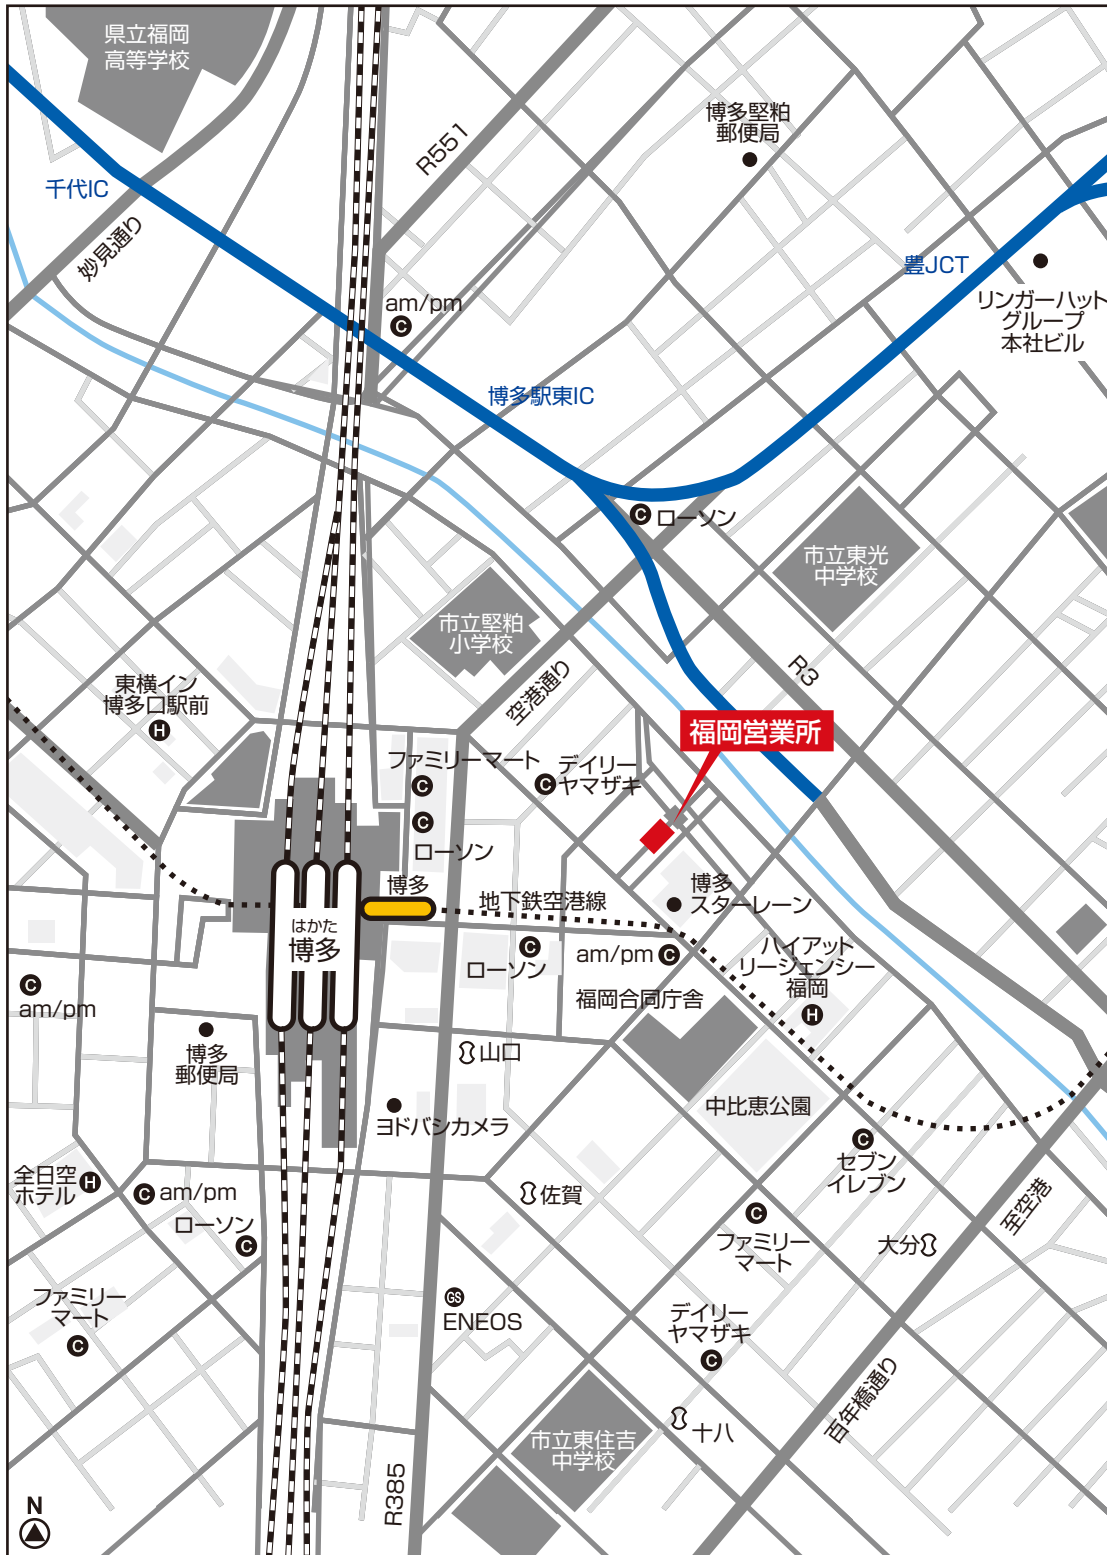 県立福岡
高等学校
博多堅粕
郵便局
R551
千代IC
妙見通り
豊JCT
リンガーハット
グループ
本社ビル
am/pm
C
博多駅東IC
C ローソン
市立東光
中学校
市立堅粕
小学校
R3
空港通り
東横イン
博多口駅前
H
福岡営業所
ファミリーマート
C
デイリー
ヤマザキ
C
C
ローソン
博多
地下鉄空港線
博多
スターレーン
はかた
博多
C
ローソン
am/pm C
ハイアット
リージェンシー
福岡
H
C
am/pm
福岡合同庁舎
博多
郵便局
山口
ヨドバシカメラ
中比恵公園
C
セブン
イレブン
全日空
ホテル H
C am/pm
ローソン
C
佐賀
C
ファミリー
マート
至空港
大分
ファミリー
マート
C
GS
ENEOS
デイリー
ヤマザキ
C
百年橋通り
十八
市立東住吉
中学校
R385
N